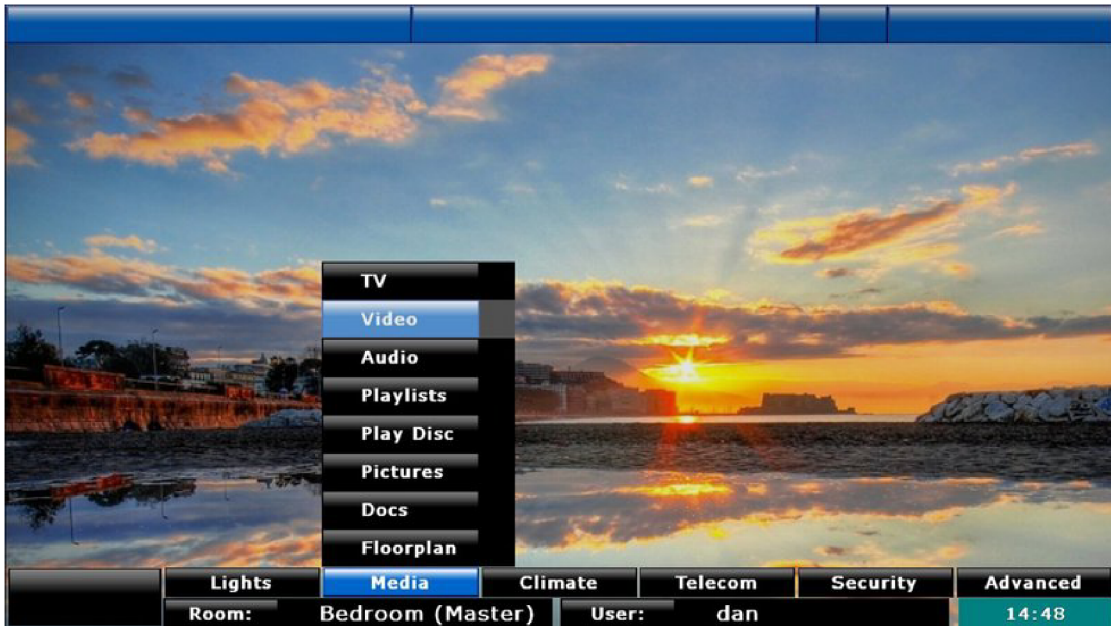 TV
Video
Audio
Playlists
Play Disc
Pictures
Docs
Floorplan
Lights Media Climate Telecom Security Advanced
Room: Bedroom (Master) User: dan 14:48